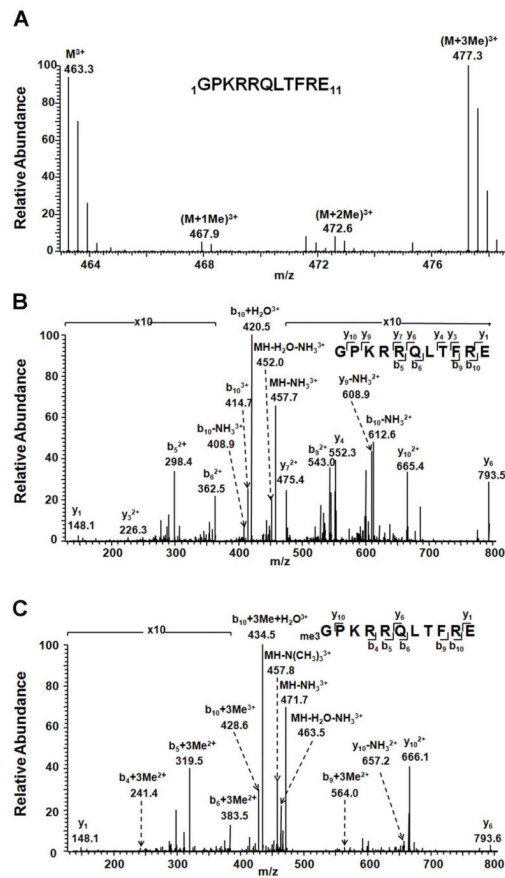 A
M³⁺
463.3
(M+3Me)³⁺
477.3
₁GPKRRQLTFRE₁₁
(M+1Me)³⁺
467.9
(M+2Me)³⁺
472.6
Relative Abundance
100
80
60
40
20
0
464
468
472
476
m/z
B
x10
b₁₀+H₂O³⁺
420.5
x10
MH-H₂O-NH₃³⁺
452.0
y₁₀ y₉ y₇ y₆ y₄ y₃ y₁
GPKRRQLTFRE
b₅ b₆ b₉ b₁₀
b₁₀³⁺
414.7
MH-NH₃³⁺
457.7
y₉-NH₃²⁺
608.9
b₁₀-NH₃³⁺
408.9
b₁₀-NH₃²⁺
612.6
b₅²⁺
298.4
b₆²⁺
362.5
y₇²⁺
475.4
b₉²⁺
543.0
y₄
552.3
y₁₀²⁺
665.4
y₆
793.5
y₁
148.1
y₃²⁺
226.3
Relative Abundance
100
80
60
40
20
0
200
300
400
500
600
700
800
m/z
C
x10
b₁₀+3Me+H₂O³⁺
434.5
y₁₀ y₆ y₁
me3GPKRRQLTFRE
b₄ b₅ b₆ b₉ b₁₀
MH-N(CH₃)₃³⁺
457.8
b₁₀+3Me³⁺
428.6
MH-NH₃³⁺
471.7
MH-H₂O-NH₃³⁺
463.5
b₅+3Me²⁺
319.5
y₁₀-NH₃²⁺
657.2
y₁₀²⁺
666.1
b₄+3Me²⁺
241.4
b₆+3Me²⁺
383.5
b₉+3Me²⁺
564.0
y₁
148.1
y₆
793.6
Relative Abundance
100
80
60
40
20
0
200
300
400
500
600
700
800
m/z